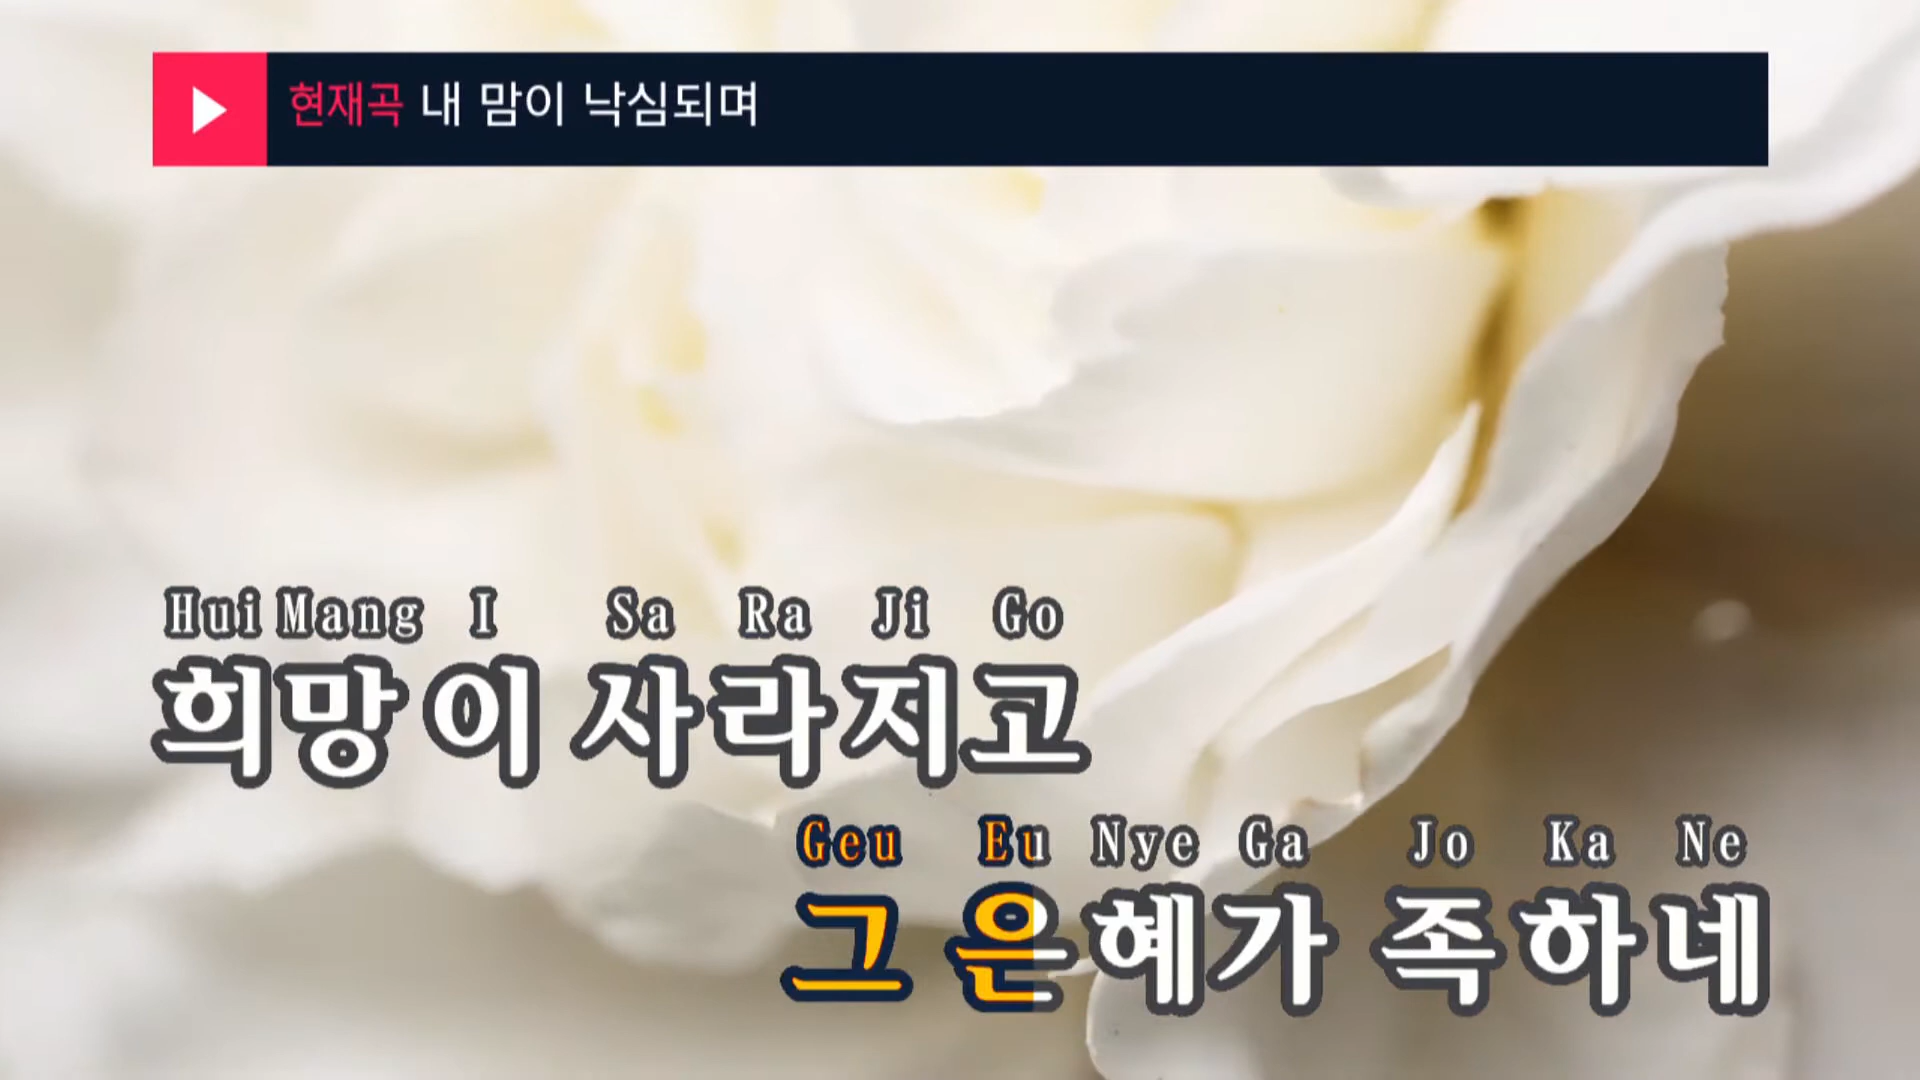 현재곡 내 맘이 낙심되며
Hui Mang I Sa Ra Ji Go
희망이 사라지고
Geu Eu Nye Ga Jo Ka Ne
그 은혜가 족하네